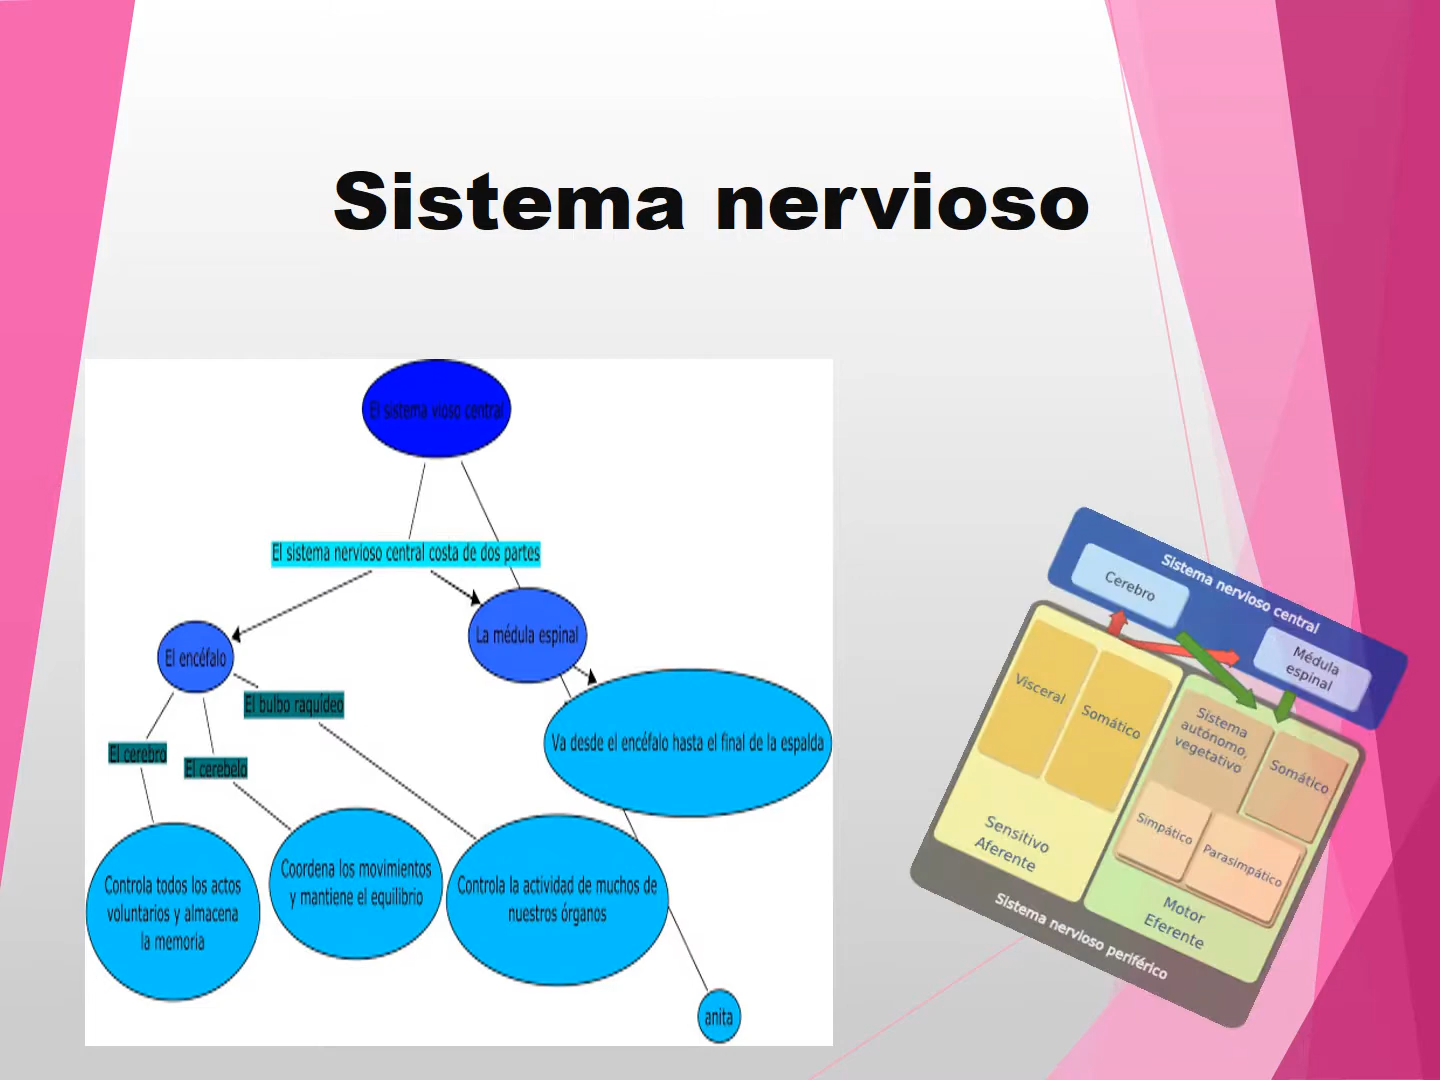 Sistema nervioso
El sistema vioso central
El sistema nervioso central costa de dos partes
El encéfalo
La médula espinal
El bulbo raquideo
El cerebro
El cerebelo
Va desde el encéfalo hasta el final de la espalda
Controla todos los actos
voluntarios y almacena
la memoria
Coordena los movimientos
y mantiene el equilibrio
Controla la actividad de muchos de
nuestros órganos
anita
Sistema nervioso central
Cerebro
Médula
espinal
Visceral
Somático
Sensitivo
Aferente
Sistema
autónomo,
vegetativo
Somático
Simpático
Parasimpático
Motor
Eferente
Sistema nervioso periférico